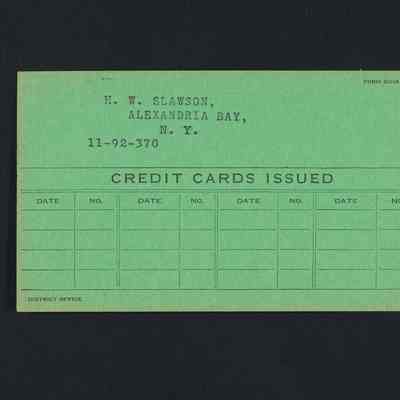 H. W. SLAWSON,
ALEXANDRIA BAY,
N. Y.
11-92-370
CREDIT CARDS ISSUED
DATE NO. DATE NO. DATE NO. DATE
DISTRICT OFFICE